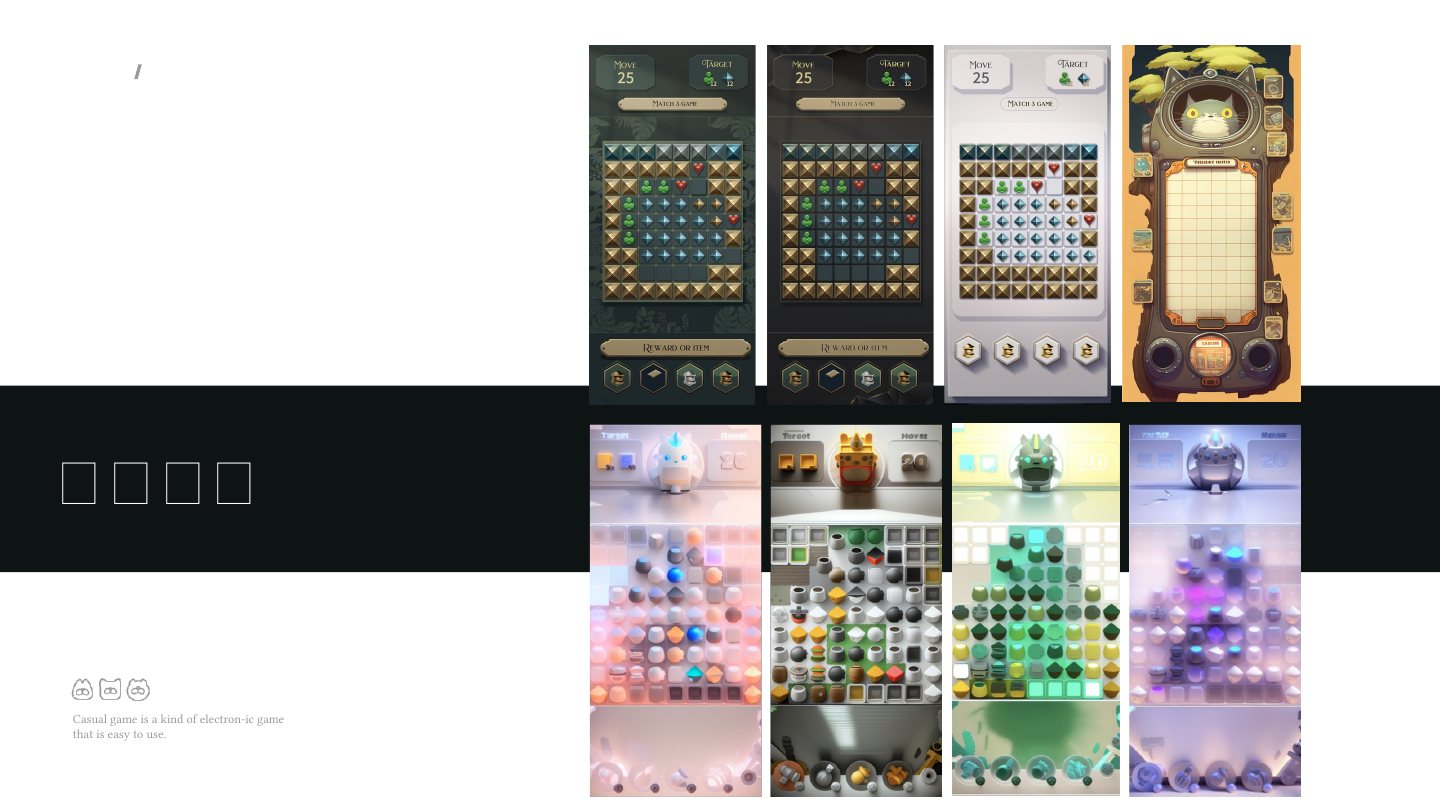 /
MOVE
25
TARGET
12
12
MATCH 3 GAME
REWARD OR ITEM
MOVE
25
TARGET
12
12
MATCH 3 GAME
REWARD OR ITEM
MOVE
25
TARGET
MATCH 3 GAME
Target
Moves
20
Target
Moves
20
20
Moves
20
Casual game is a kind of electron-ic game
that is easy to use.